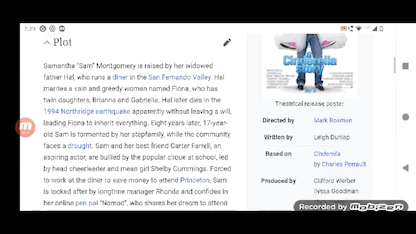 7:39
Plot
Samantha "Sam" Montgomery is raised by her widowed
father Hal, who runs a diner in the San Fernando Valley. Hal
marries a vain and greedy woman named Fiona, who has
twin daughters, Brianna and Gabriella. Hal later dies in the
1994 Northridge earthquake apparently without leaving a will,
leading Fiona to inherit everything. Eight years later, 17-year-
old Sam is tormented by her stepfamily, while the community
faces a drought. Sam and her best friend Carter Farrell, an
aspiring actor, are bullied by the popular clique at school, led
by head cheerleader and mean girl Shelby Cummings. Forced
to work at the diner to save money to attend Princeton, Sam
is looked after by longtime manager Rhonda and confides in
her online pen pal "Nomad", who shares her dream to attend
Cinderella
Story
Theatrical release poster
Directed by Mark Rosman
Written by Leigh Dunlap
Based on Cinderella
by Charles Perrault
Produced by Clifford Werber
Ilyssa Goodman
Recorded by MOBIZEN